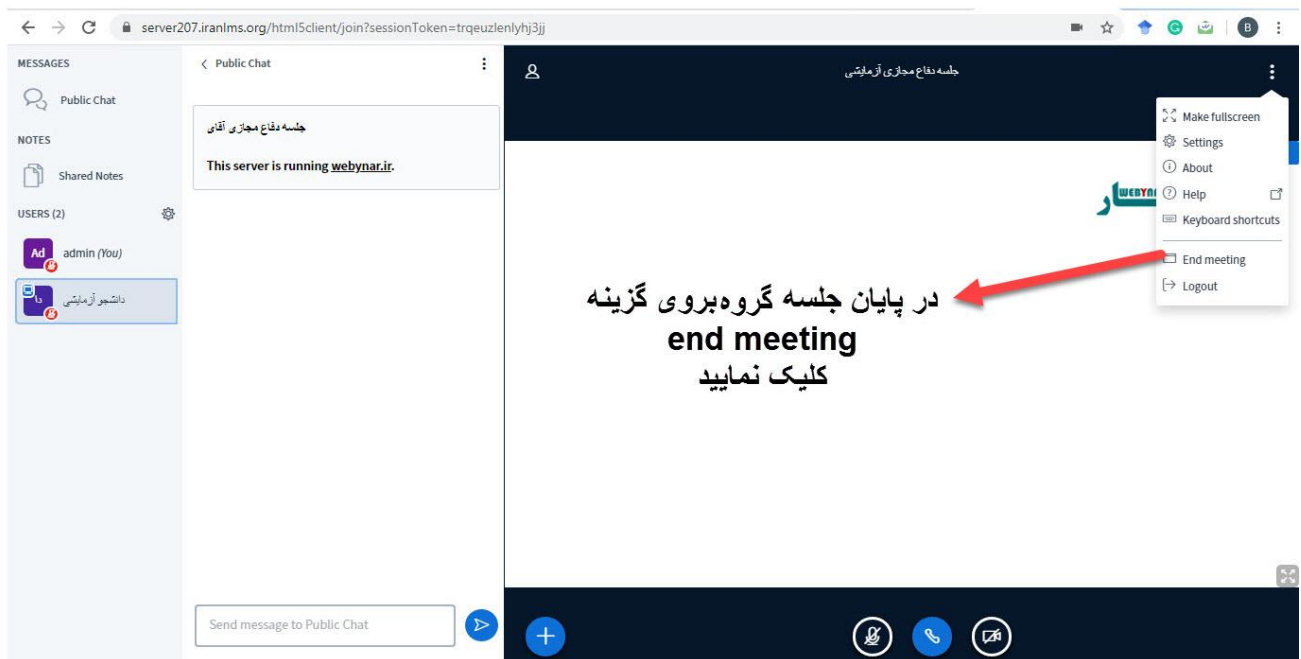 server207.iranlms.org/html5client/join?sessionToken=trqeuzlenlyhj3jj
B
MESSAGES
Public Chat
NOTES
Shared Notes
USERS (2)
Ad
admin (You)
دا
دانشجو آزمایشی
Public Chat
جلسه دفاع مجازی آقای
This server is running webynar.ir.
Send message to Public Chat
جلسه دفاع مجازی آزمایشی
Make fullscreen
Settings
About
Help
Keyboard shortcuts
End meeting
Logout
در پایان جلسه گروه بروی گزینه
end meeting
کلیک نمایید